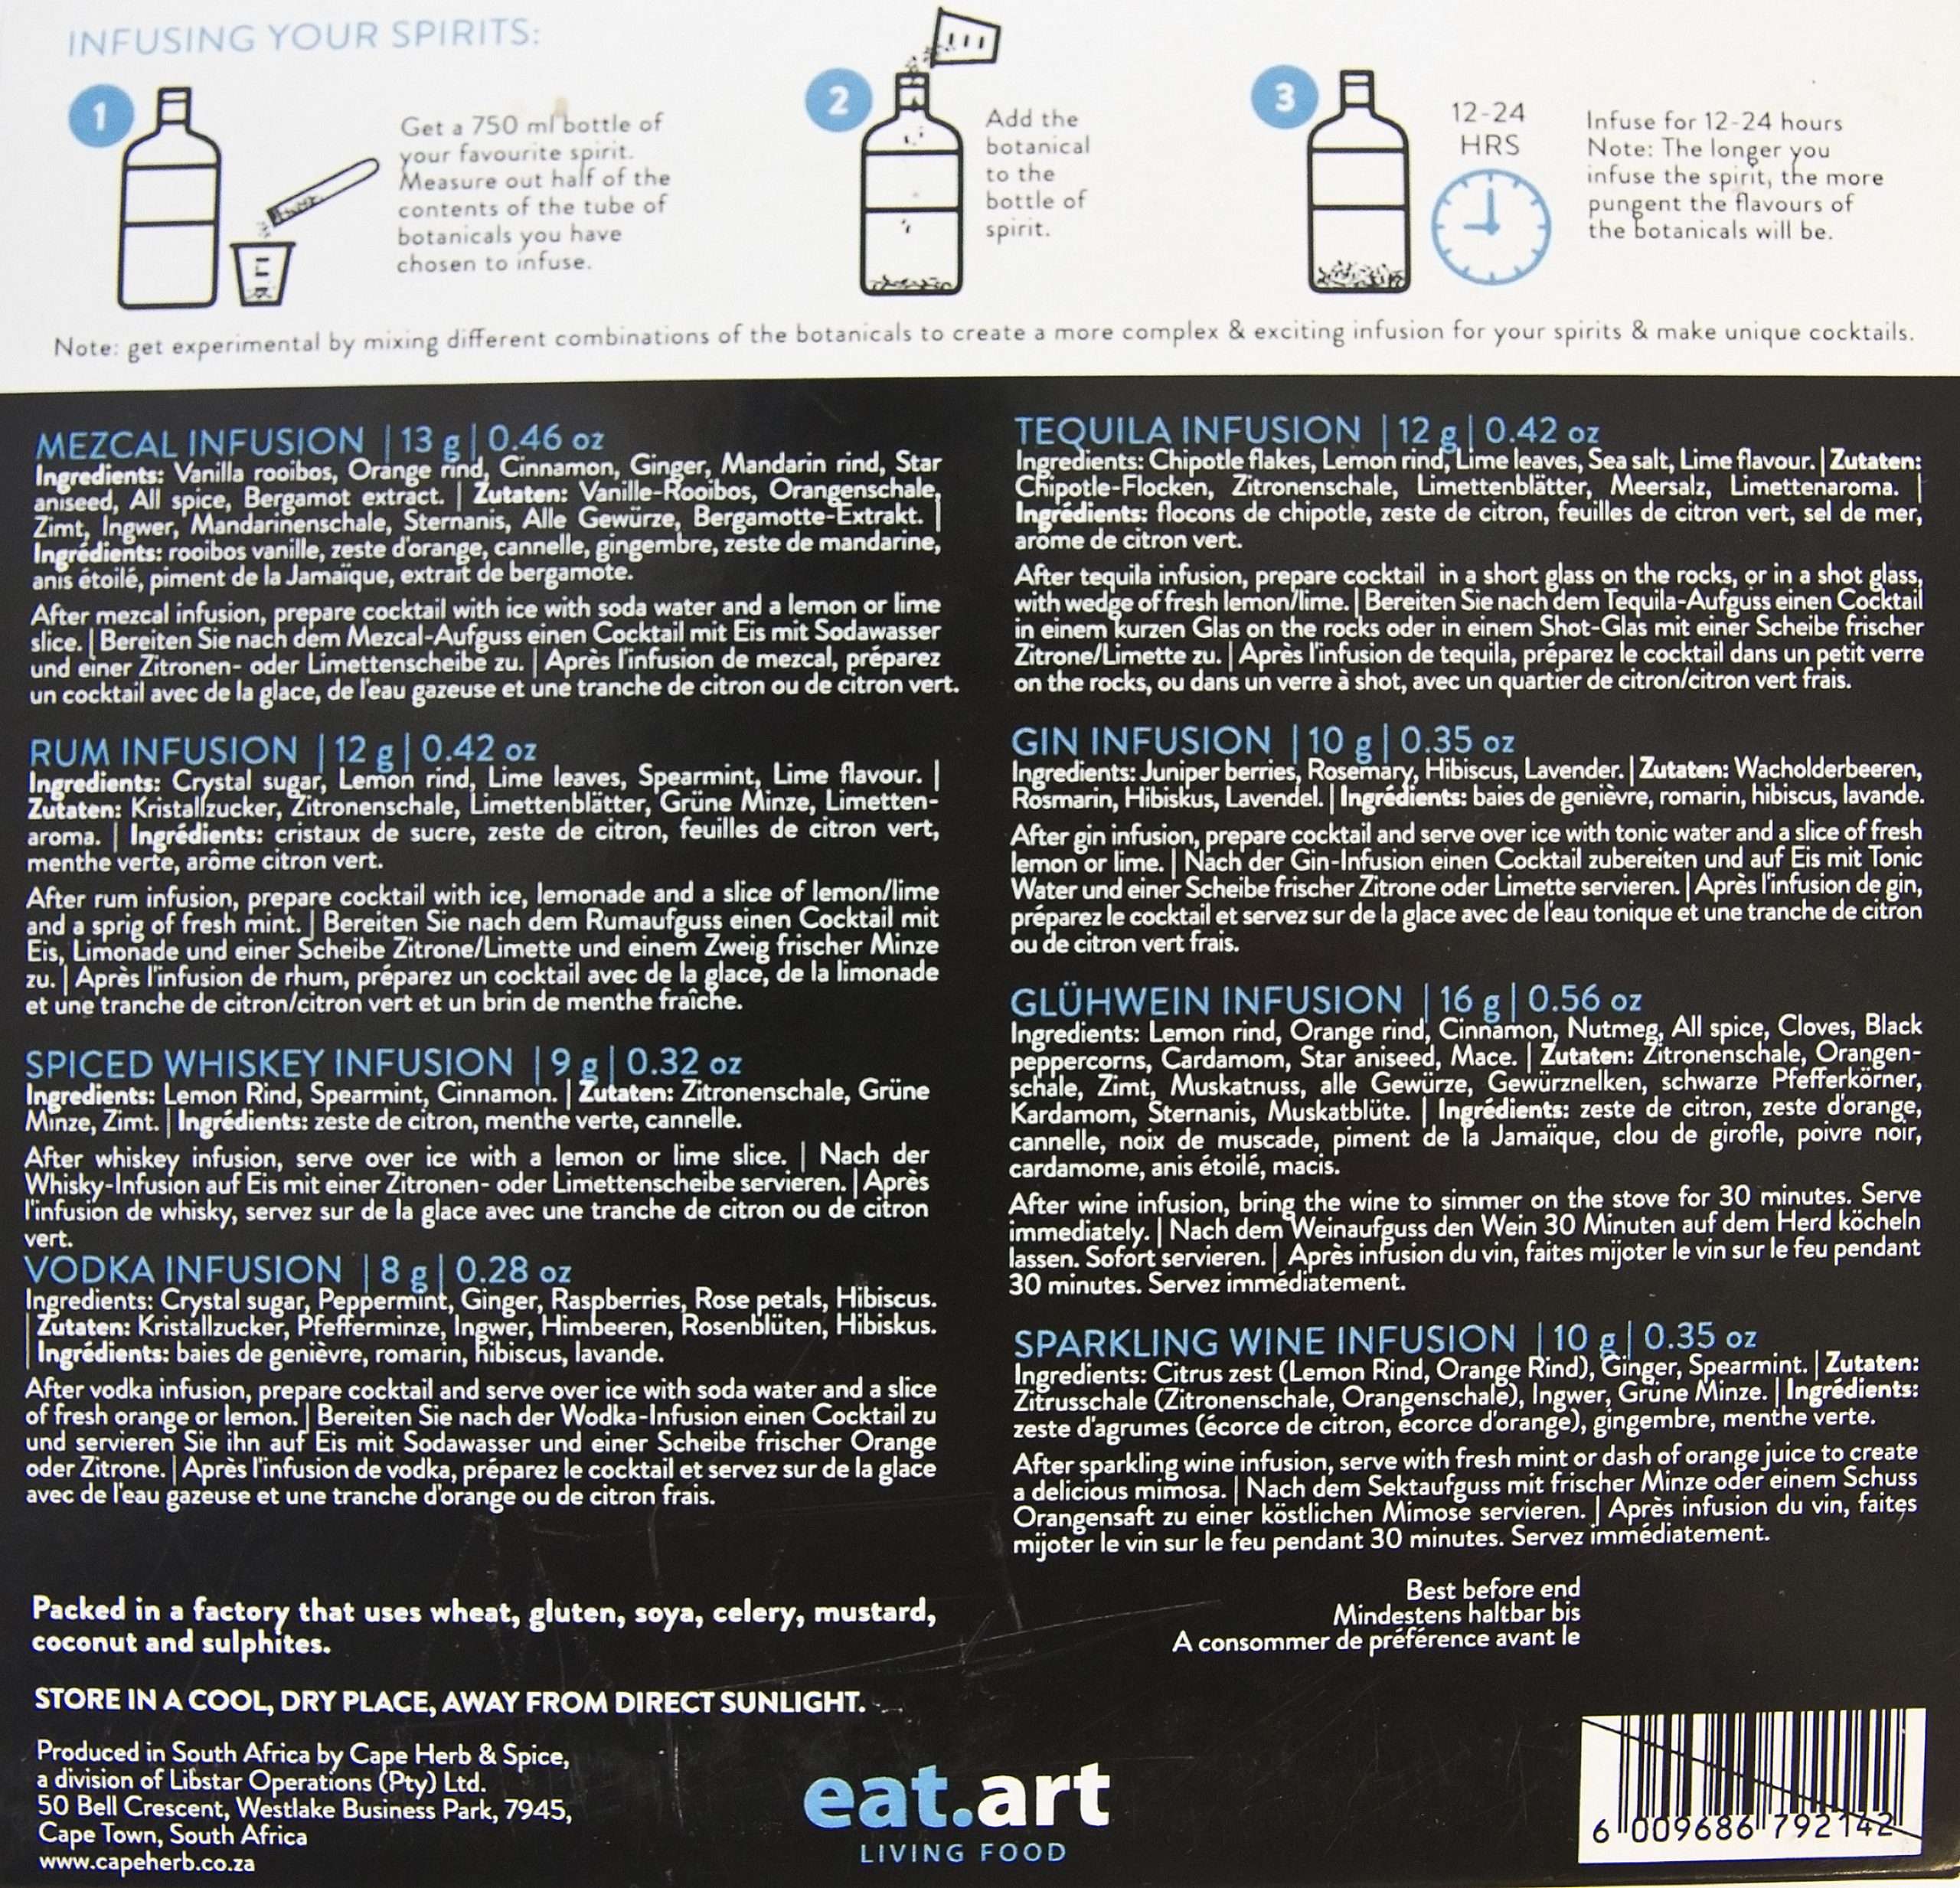 INFUSING YOUR SPIRITS:
1
Get a 750 ml bottle of
your favourite spirit.
Measure out half of the
contents of the tube of
botanicals you have
chosen to infuse.
2
Add the
botanical
to the
bottle of
spirit.
3
12-24
HRS
Infuse for 12-24 hours
Note: The longer you
infuse the spirit, the more
pungent the flavours of
the botanicals will be.
Note: get experimental by mixing different combinations of the botanicals to create a more complex & exciting infusion for your spirits & make unique cocktails.
MEZCAL INFUSION | 13 g | 0.46 oz
Ingredients: Vanilla rooibos, Orange rind, Cinnamon, Ginger, Mandarin rind, Star
aniseed, All spice, Bergamot extract. | Zutaten: Vanille-Rooibos, Orangenschale,
Zimt, Ingwer, Mandarinenschale, Sternanis, Alle Gewürze, Bergamotte-Extrakt. |
Ingrédients: rooibos vanille, zeste d'orange, cannelle, gingembre, zeste de mandarine,
anis étoilé, piment de la Jamaïque, extrait de bergamote.
After mezcal infusion, prepare cocktail with ice with soda water and a lemon or lime
slice. | Bereiten Sie nach dem Mezcal-Aufguss einen Cocktail mit Eis mit Sodawasser
und einer Zitronen- oder Limettenscheibe zu. | Après l'infusion de mezcal, préparez
un cocktail avec de la glace, de l'eau gazeuse et une tranche de citron ou de citron vert.
RUM INFUSION | 12 g | 0.42 oz
Ingredients: Crystal sugar, Lemon rind, Lime leaves, Spearmint, Lime flavour. |
Zutaten: Kristallzucker, Zitronenschale, Limettenblätter, Grüne Minze, Limetten-
aroma. | Ingrédients: cristaux de sucre, zeste de citron, feuilles de citron vert,
menthe verte, arôme citron vert.
After rum infusion, prepare cocktail with ice, lemonade and a slice of lemon/lime
and a sprig of fresh mint. | Bereiten Sie nach dem Rumaufguss einen Cocktail mit
Eis, Limonade und einer Scheibe Zitrone/Limette und einem Zweig frischer Minze
zu. | Après l'infusion de rhum, préparez un cocktail avec de la glace, de la limonade
et une tranche de citron/citron vert et un brin de menthe fraîche.
SPICED WHISKEY INFUSION | 9 g | 0.32 oz
Ingredients: Lemon Rind, Spearmint, Cinnamon. | Zutaten: Zitronenschale, Grüne
Minze, Zimt. | Ingrédients: zeste de citron, menthe verte, cannelle.
After whiskey infusion, serve over ice with a lemon or lime slice. | Nach der
Whisky-Infusion auf Eis mit einer Zitronen- oder Limettenscheibe servieren. | Après
l'infusion de whisky, servez sur de la glace avec une tranche de citron ou de citron
vert.
VODKA INFUSION | 8 g | 0.28 oz
Ingredients: Crystal sugar, Peppermint, Ginger, Raspberries, Rose petals, Hibiscus.
| Zutaten: Kristallzucker, Pfefferminze, Ingwer, Himbeeren, Rosenblüten, Hibiskus.
| Ingrédients: baies de genièvre, romarin, hibiscus, lavande.
After vodka infusion, prepare cocktail and serve over ice with soda water and a slice
of fresh orange or lemon. | Bereiten Sie nach der Wodka-Infusion einen Cocktail zu
und servieren Sie ihn auf Eis mit Sodawasser und einer Scheibe frischer Orange
oder Zitrone. | Après l'infusion de vodka, préparez le cocktail et servez sur de la glace
avec de l'eau gazeuse et une tranche d'orange ou de citron frais.
Packed in a factory that uses wheat, gluten, soya, celery, mustard,
coconut and sulphites.
STORE IN A COOL, DRY PLACE, AWAY FROM DIRECT SUNLIGHT.
Produced in South Africa by Cape Herb & Spice,
a division of Libstar Operations (Pty) Ltd.
50 Bell Crescent, Westlake Business Park, 7945,
Cape Town, South Africa
www.capeherb.co.za
TEQUILA INFUSION | 12 g | 0.42 oz
Ingredients: Chipotle flakes, Lemon rind, Lime leaves, Sea salt, Lime flavour. | Zutaten:
Chipotle-Flocken, Zitronenschale, Limettenblätter, Meersalz, Limettenaroma. |
Ingrédients: flocons de chipotle, zeste de citron, feuilles de citron vert, sel de mer,
arôme de citron vert.
After tequila infusion, prepare cocktail in a short glass on the rocks, or in a shot glass,
with wedge of fresh lemon/lime. | Bereiten Sie nach dem Tequila-Aufguss einen Cocktail
in einem kurzen Glas on the rocks oder in einem Shot-Glas mit einer Scheibe frischer
Zitrone/Limette zu. | Après l'infusion de tequila, préparez le cocktail dans un petit verre
on the rocks, ou dans un verre à shot, avec un quartier de citron/citron vert frais.
GIN INFUSION | 10 g | 0.35 oz
Ingredients: Juniper berries, Rosemary, Hibiscus, Lavender. | Zutaten: Wacholderbeeren,
Rosmarin, Hibiskus, Lavendel. | Ingrédients: baies de genièvre, romarin, hibiscus, lavande.
After gin infusion, prepare cocktail and serve over ice with tonic water and a slice of fresh
lemon or lime. | Nach der Gin-Infusion einen Cocktail zubereiten und auf Eis mit Tonic
Water und einer Scheibe frischer Zitrone oder Limette servieren. | Après l'infusion de gin,
préparez le cocktail et servez sur de la glace avec de l'eau tonique et une tranche de citron
ou de citron vert frais.
GLÜHWEIN INFUSION | 16 g | 0.56 oz
Ingredients: Lemon rind, Orange rind, Cinnamon, Nutmeg, All spice, Cloves, Black
peppercorns, Cardamom, Star aniseed, Mace. | Zutaten: Zitronenschale, Orangen-
schale, Zimt, Muskatnuss, alle Gewürze, Gewürznelken, schwarze Pfefferkörner,
Kardamom, Sternanis, Muskatblüte. | Ingrédients: zeste de citron, zeste d'orange,
cannelle, noix de muscade, piment de la Jamaïque, clou de girofle, poivre noir,
cardamome, anis étoilé, macis.
After wine infusion, bring the wine to simmer on the stove for 30 minutes. Serve
immediately. | Nach dem Weinaufguss den Wein 30 Minuten auf dem Herd köcheln
lassen. Sofort servieren. | Après infusion du vin, faites mijoter le vin sur le feu pendant
30 minutes. Servez immédiatement.
SPARKLING WINE INFUSION | 10 g | 0.35 oz
Ingredients: Citrus zest (Lemon Rind, Orange Rind), Ginger, Spearmint. | Zutaten:
Zitrusschale (Zitronenschale, Orangenschale), Ingwer, Grüne Minze. | Ingrédients:
zeste d'agrumes (écorce de citron, écorce d'orange), gingembre, menthe verte.
After sparkling wine infusion, serve with fresh mint or dash of orange juice to create
a delicious mimosa. | Nach dem Sektaufguss mit frischer Minze oder einem Schuss
Orangensaft zu einer köstlichen Mimose servieren. | Après infusion du vin, faites
mijoter le vin sur le feu pendant 30 minutes. Servez immédiatement.
Best before end
Mindestens haltbar bis
A consommer de préférence avant le
eat.art
LIVING FOOD
6 009686 792142